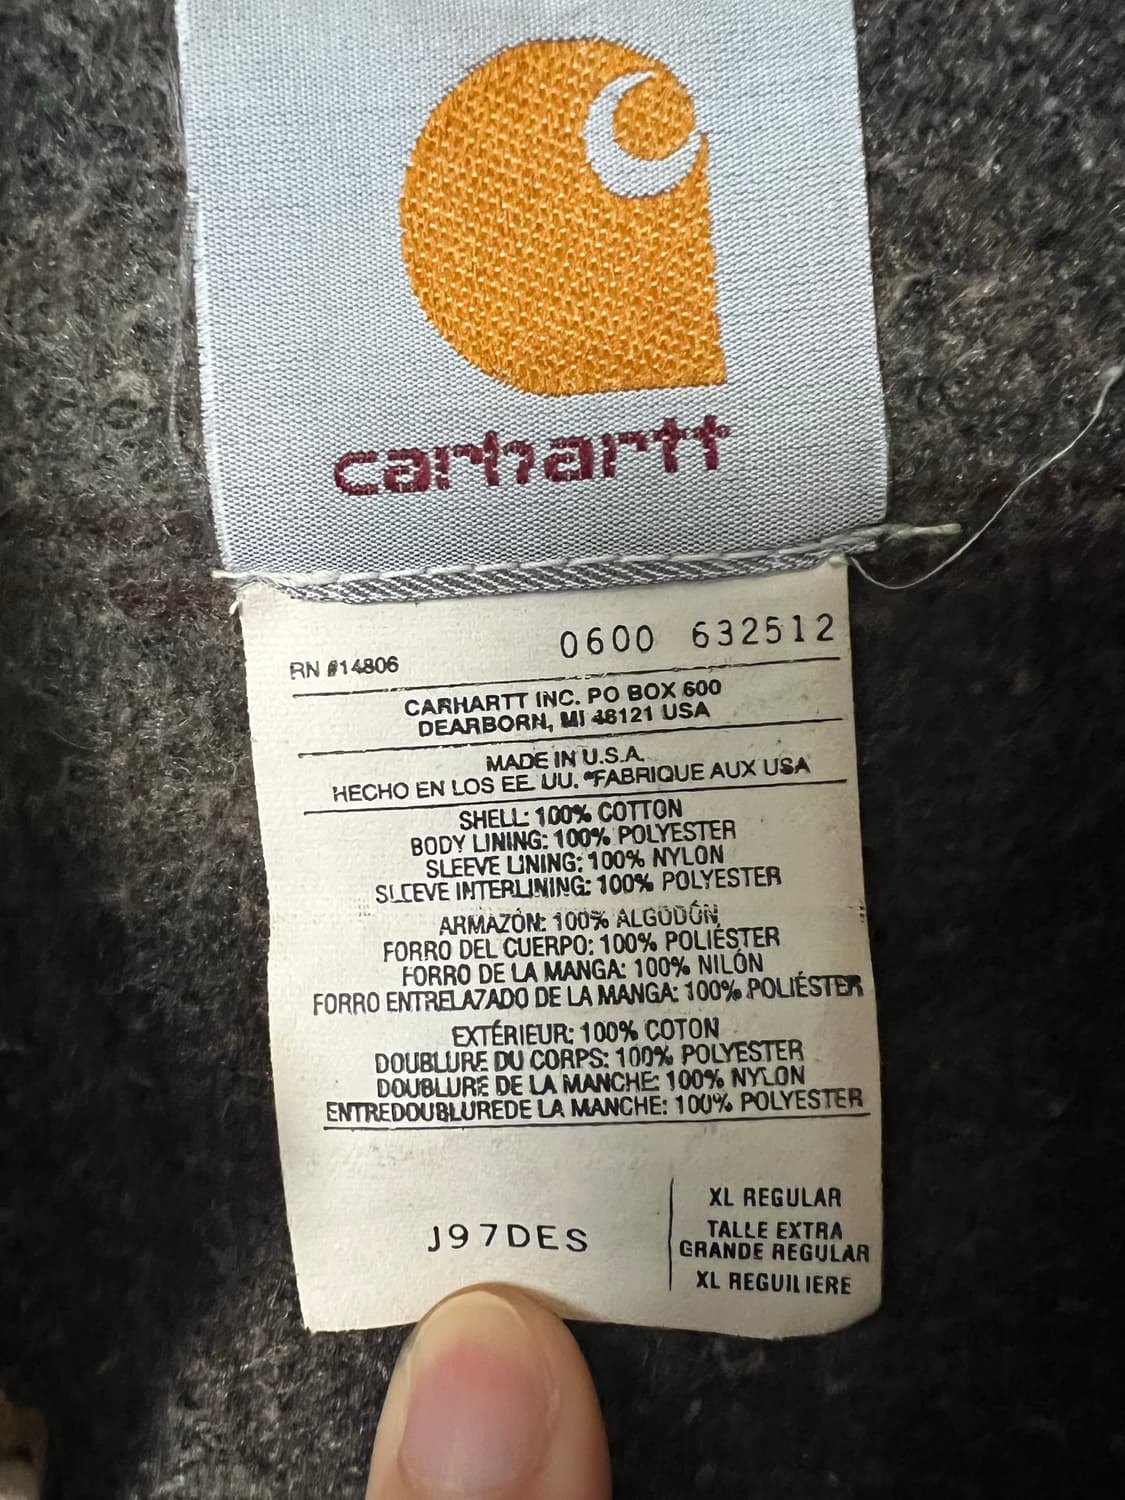 carhartt
0600 632512
RN #14806
CARHARTT INC. PO BOX 600
DEARBORN, MI 48121 USA
MADE IN U.S.A.
HECHO EN LOS EE. UU. *FABRIQUE AUX USA
SHELL: 100% COTTON
BODY LINING: 100% POLYESTER
SLEEVE LINING: 100% NYLON
SLEEVE INTERLINING: 100% POLYESTER
ARMAZÓN: 100% ALGODÓN
FORRO DEL CUERPO: 100% POLIÉSTER
FORRO DE LA MANGA: 100% NILÓN
FORRO ENTRELAZADO DE LA MANGA: 100% POLIÉSTER
EXTÉRIEUR: 100% COTON
DOUBLURE DU CORPS: 100% POLYESTER
DOUBLURE DE LA MANCHE: 100% NYLON
ENTREDOUBLUREDE LA MANCHE: 100% POLYESTER
J97DES
XL REGULAR
TALLE EXTRA
GRANDE REGULAR
XL REGUILIERE